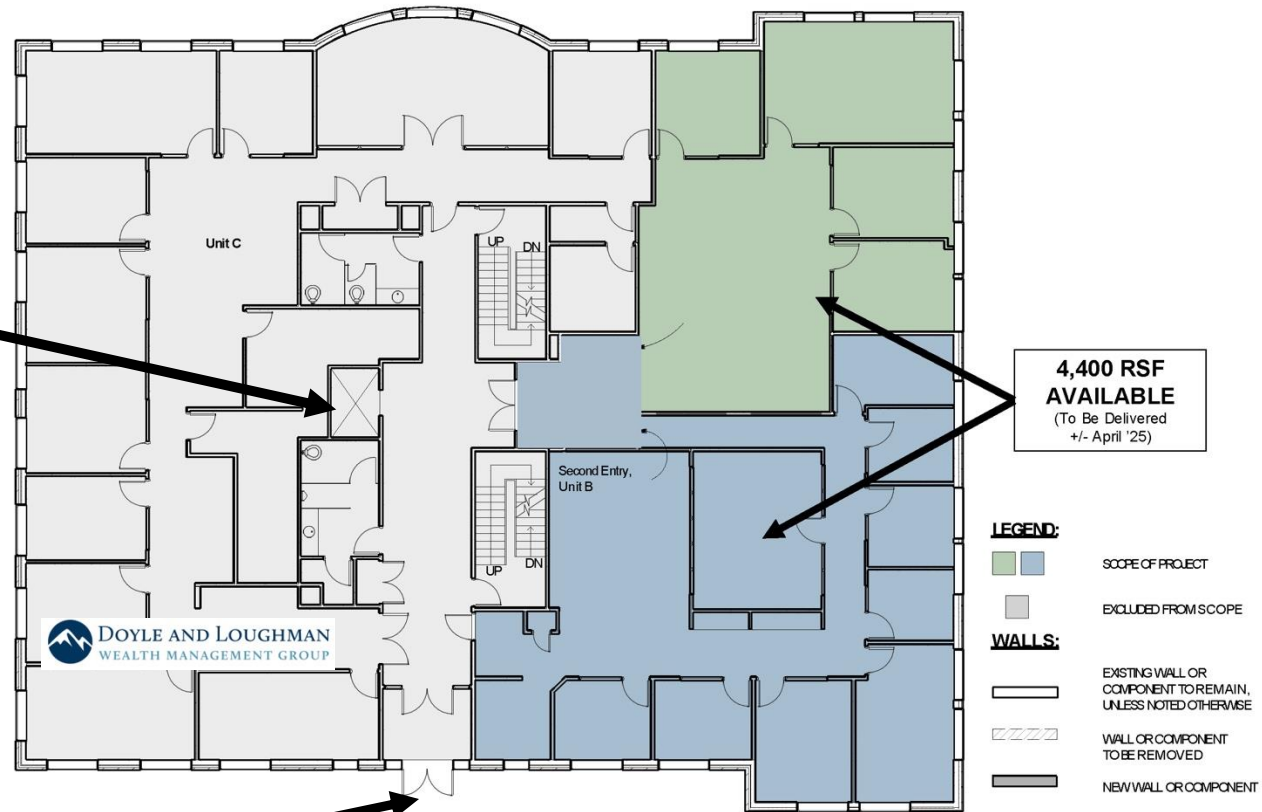 Unit C
UP
DN
Second Entry,
Unit B
UP
DN
DOYLE AND LOUGHMAN
WEALTH MANAGEMENT GROUP
4,400 RSF
AVAILABLE
(To Be Delivered
+/- April '25)
LEGEND:
SCOPE OF PROJECT
EXCLUDED FROM SCOPE
WALLS:
EXISTING WALL OR
COMPONENT TO REMAIN,
UNLESS NOTED OTHERWISE
WALL OR COMPONENT
TO BE REMOVED
NEW WALL OR COMPONENT